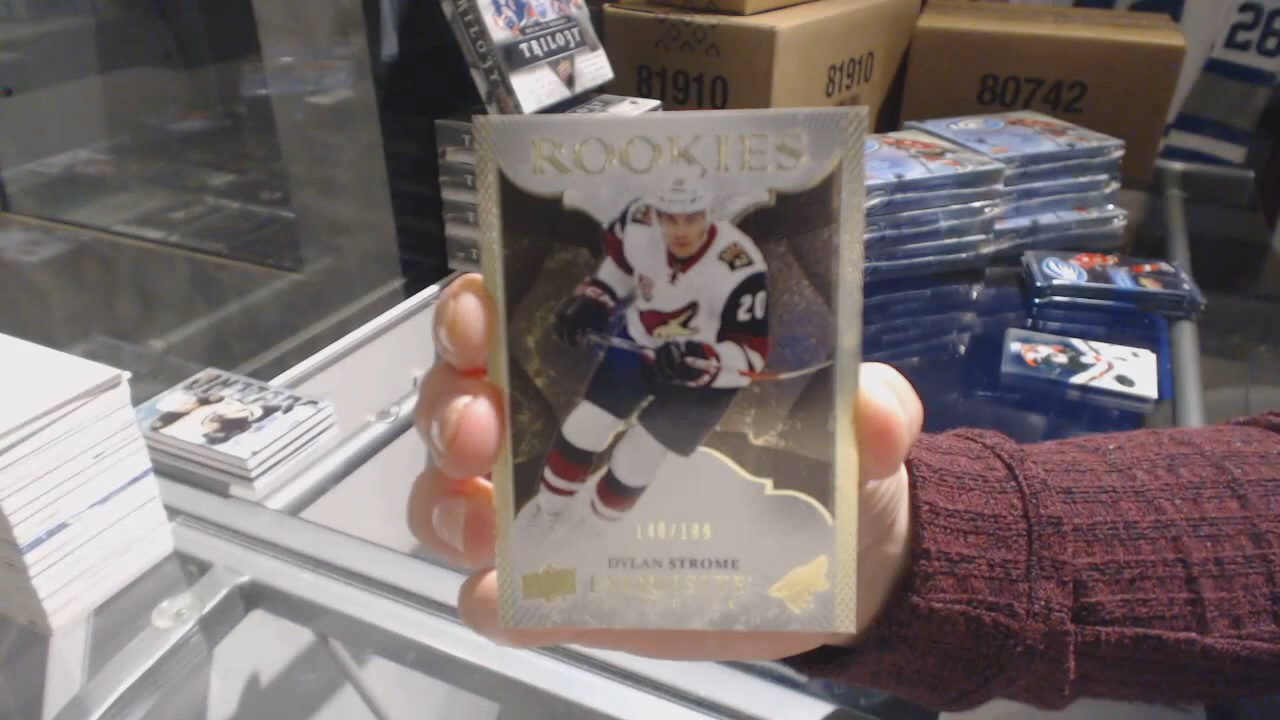 TRILOGY
81910
81910
80742
26
ROOKIES
20
140/199
DYLAN STROME
EXQUISITE